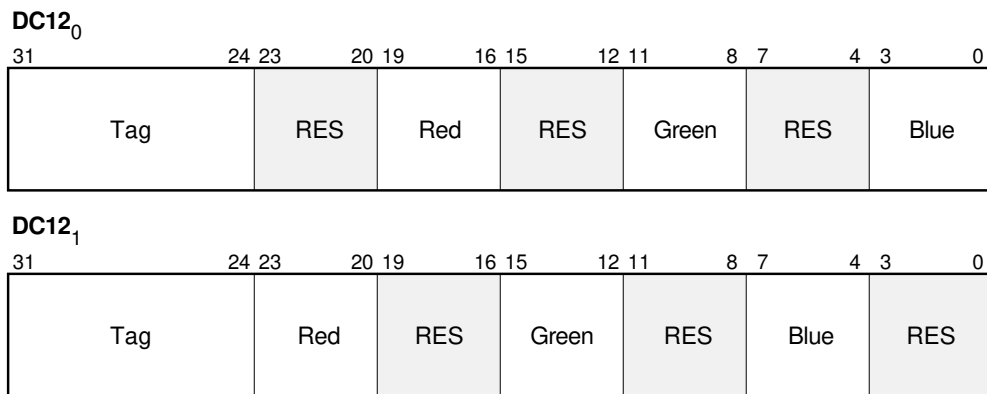 DC12₀
31 24 23 20 19 16 15 12 11 8 7 4 3 0
Tag RES Red RES Green RES Blue
DC12₁
31 24 23 20 19 16 15 12 11 8 7 4 3 0
Tag Red RES Green RES Blue RES